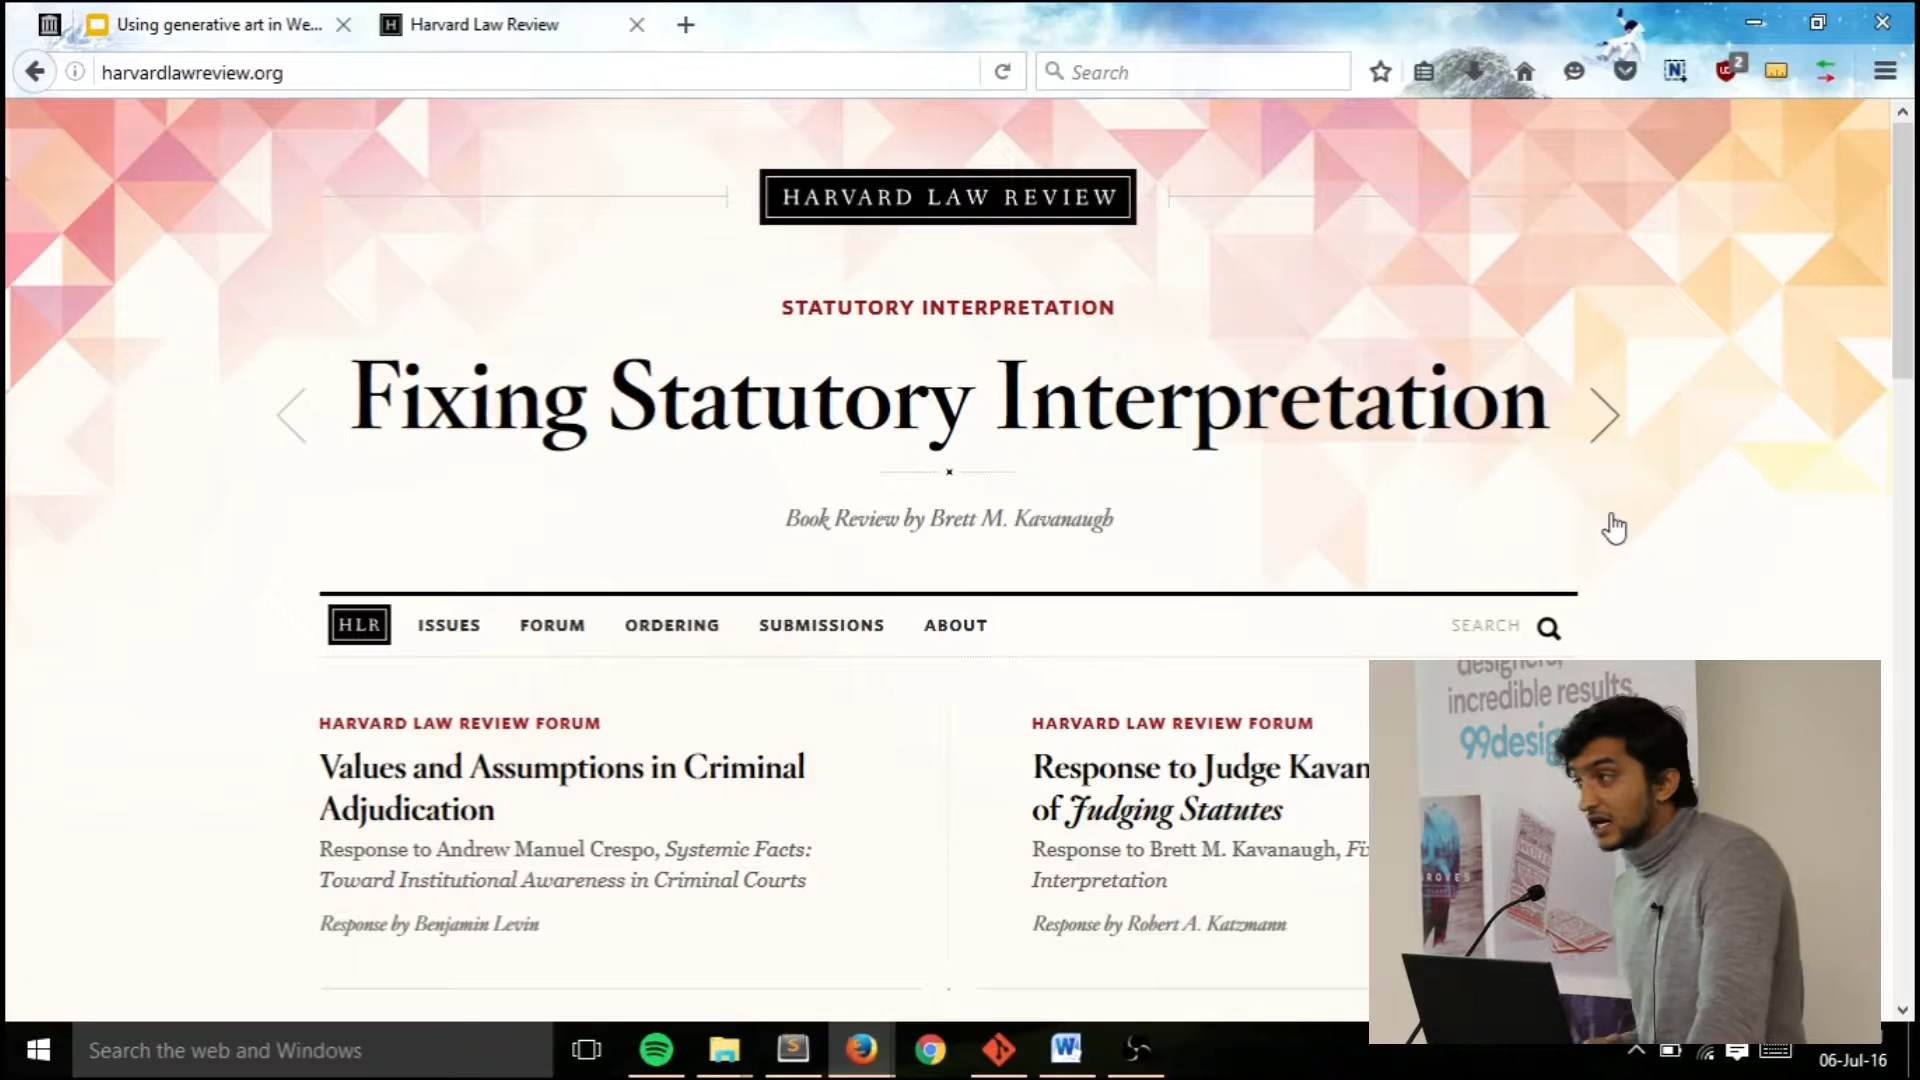 Using generative art in We...
Harvard Law Review
harvardlawreview.org
Search
2
HARVARD LAW REVIEW
STATUTORY INTERPRETATION
Fixing Statutory Interpretation
Book Review by Brett M. Kavanaugh
HLR ISSUES FORUM ORDERING SUBMISSIONS ABOUT SEARCH
HARVARD LAW REVIEW FORUM
Values and Assumptions in Criminal
Adjudication
Response to Andrew Manuel Crespo, Systemic Facts:
Toward Institutional Awareness in Criminal Courts
Response by Benjamin Levin
HARVARD LAW REVIEW FORUM
Response to Judge Kavan
of Judging Statutes
Response to Brett M. Kavanaugh, Fi
Interpretation
Response by Robert A. Katzmann
designers,
incredible results.
99desig
ROVES
Search the web and Windows
06-Jul-16